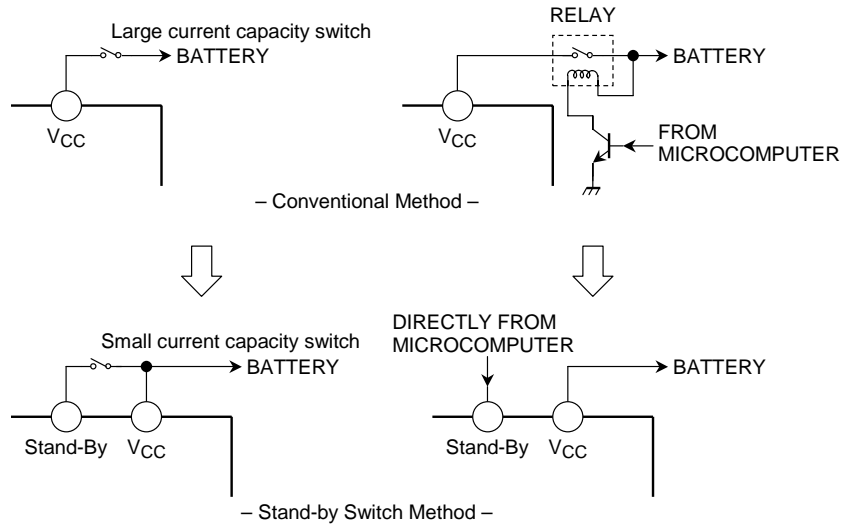 Large current capacity switch
BATTERY
VCC
RELAY
BATTERY
VCC
FROM
MICROCOMPUTER
– Conventional Method –
Small current capacity switch
BATTERY
Stand-By
VCC
DIRECTLY FROM
MICROCOMPUTER
BATTERY
Stand-By
VCC
– Stand-by Switch Method –